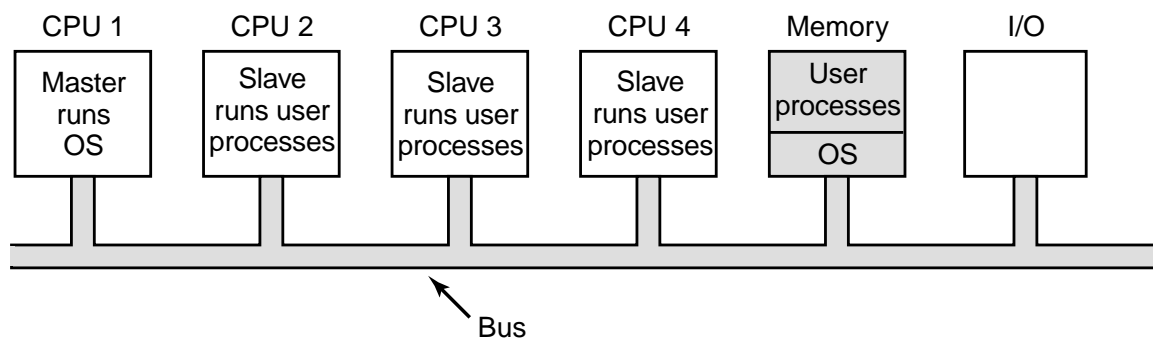 CPU 1
Master
runs
OS
CPU 2
Slave
runs user
processes
CPU 3
Slave
runs user
processes
CPU 4
Slave
runs user
processes
Memory
User
processes
OS
I/O
Bus